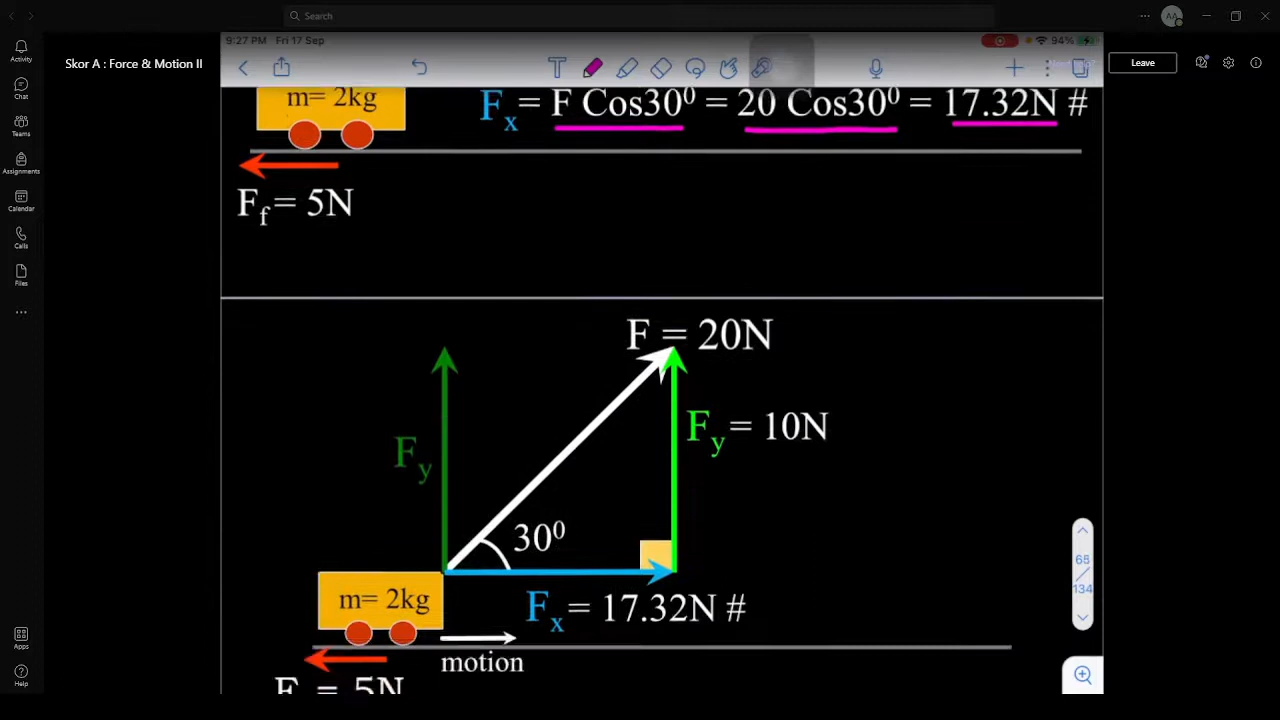 Search
AA
Activity
Chat
Teams
Assignments
Calendar
Calls
Files
Apps
Help
Skor A : Force & Motion II
Leave
9:27 PM Fri 17 Sep
94%
m= 2kg
Fx = F Cos30⁰ = 20 Cos30⁰ = 17.32N #
Ff = 5N
F = 20N
Fy
Fy = 10N
30⁰
m= 2kg
Fx = 17.32N #
motion
F = 5N
65
134